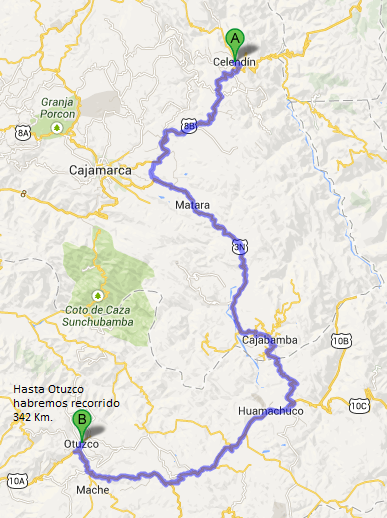 A
Celendín
Granja
Porcon
8B
8A
Cajamarca
Matara
3N
Coto de Caza
Sunchubamba
Cajabamba
10B
Hasta Otuzco
habremos recorrido
342 Km.
10C
Huamachuco
B
Otuzco
10A
Mache